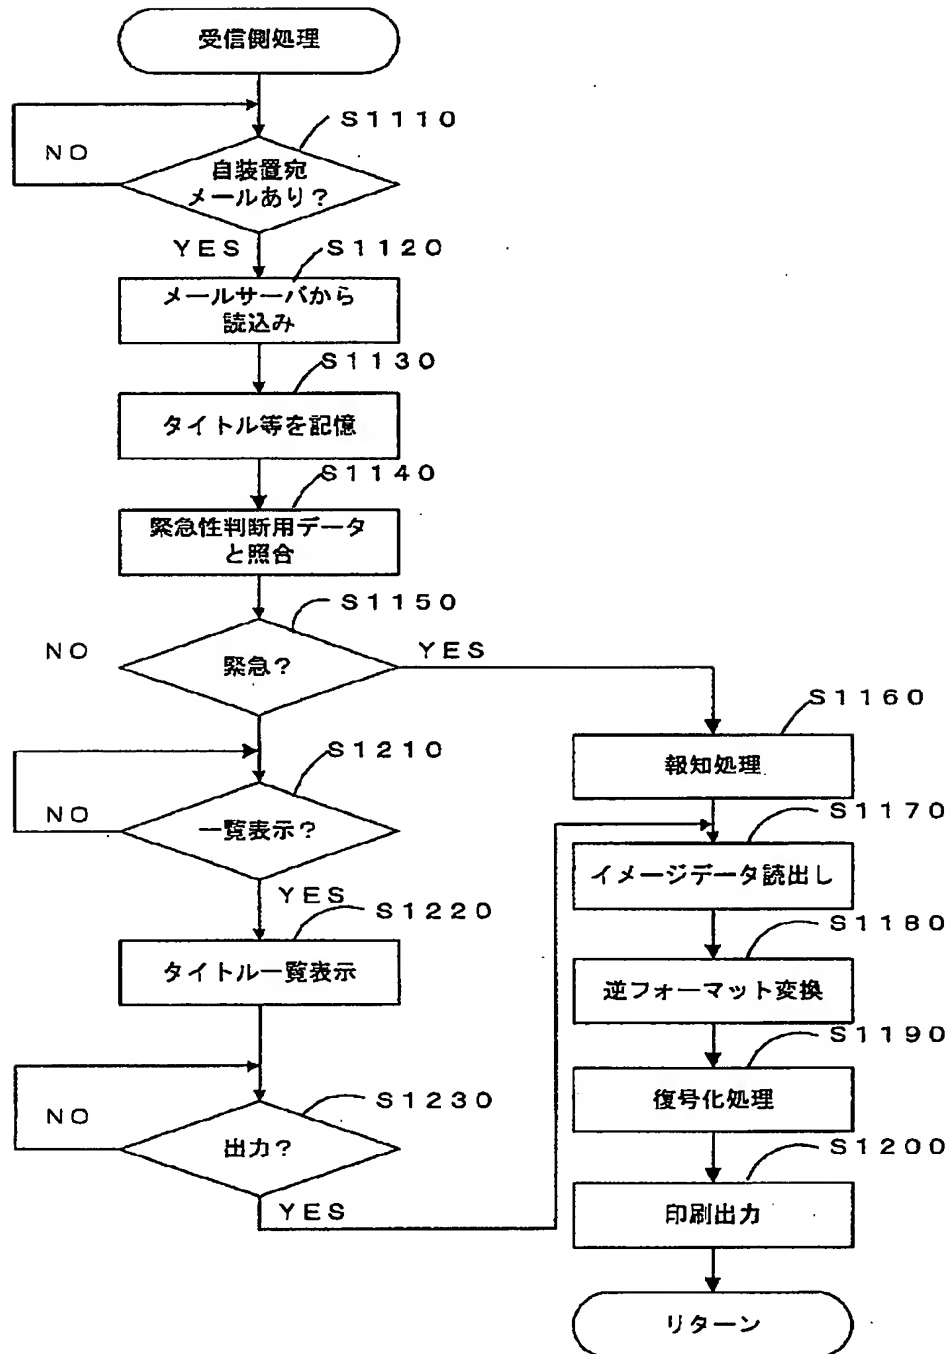 受信側処理
S1110
NO
自装置宛
メールあり?
YES
S1120
メールサーバから
読込み
S1130
タイトル等を記憶
S1140
緊急性判断用データ
と照合
S1150
NO
緊急?
YES
S1160
報知処理
S1210
NO
一覧表示?
YES
S1170
イメージデータ読出し
S1220
タイトル一覧表示
S1180
逆フォーマット変換
S1190
復号化処理
S1230
NO
出力?
YES
S1200
印刷出力
リターン